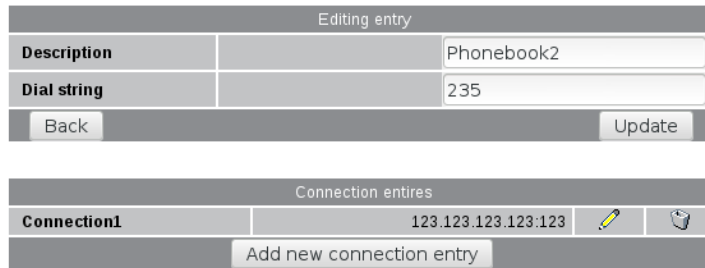 Editing entry
Description Phonebook2
Dial string 235
Back Update
Connection entires
Connection1 123.123.123.123:123
Add new connection entry